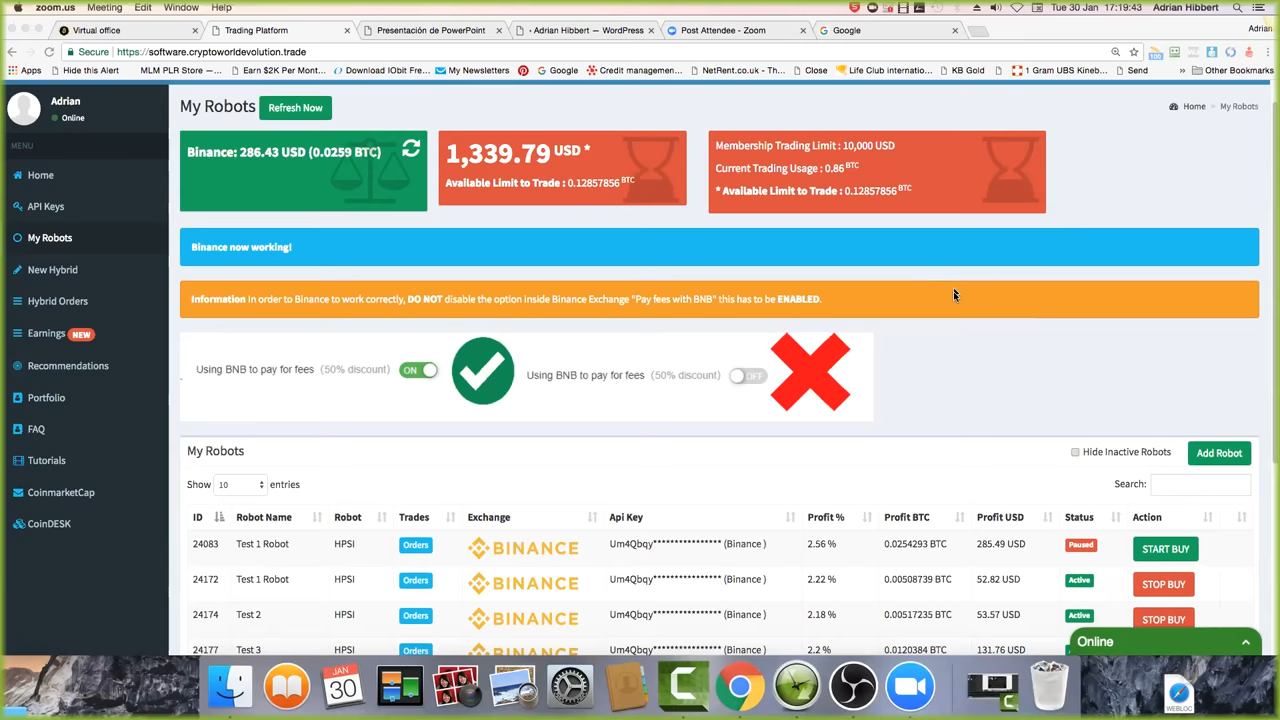 zoom.us Meeting Edit Window Help
Tue 30 Jan 17:19:43 Adrian Hibbert
Virtual office
Trading Platform
Presentación de PowerPoint
‹ Adrian Hibbert — WordPress
Post Attendee - Zoom
Google
Adrian
Secure https://software.cryptoworldevolution.trade
Apps Hide this Alert MLM PLR Store —... Earn $2K Per Mont... Download IObit Fre... My Newsletters Google Credit managemen... NetRent.co.uk - Th... Close Life Club internatio... KB Gold 1 Gram UBS Kineb... Send » Other Bookmarks
Adrian
Online
MENU
Home
API Keys
My Robots
New Hybrid
Hybrid Orders
Earnings NEW
Recommendations
Portfolio
FAQ
Tutorials
CoinmarketCap
CoinDESK
My Robots Refresh Now
Home > My Robots
Binance: 286.43 USD (0.0259 BTC)
1,339.79 USD *
Available Limit to Trade : 0.12857856 BTC
Membership Trading Limit : 10,000 USD
Current Trading Usage : 0.86 BTC
* Available Limit to Trade : 0.12857856 BTC
Binance now working!
Information In order to Binance to work correctly, DO NOT disable the option inside Binance Exchange "Pay fees with BNB" this has to be ENABLED.
Using BNB to pay for fees (50% discount) ON
Using BNB to pay for fees (50% discount) OFF
My Robots
Hide Inactive Robots Add Robot
Show 10 entries
Search:
ID Robot Name Robot Trades Exchange Api Key Profit % Profit BTC Profit USD Status Action
24083 Test 1 Robot HPSI Orders BINANCE Um4Qbqy**************** (Binance ) 2.56 % 0.0254293 BTC 285.49 USD Paused START BUY
24172 Test 1 Robot HPSI Orders BINANCE Um4Qbqy**************** (Binance ) 2.22 % 0.00508739 BTC 52.82 USD Active STOP BUY
24174 Test 2 HPSI Orders BINANCE Um4Qbqy**************** (Binance ) 2.18 % 0.00517235 BTC 53.57 USD Active STOP BUY
24177 Test 3 HPSI Orders BINANCE Um4Qbqy**************** (Binance ) 2.2 % 0.0120384 BTC 131.76 USD
Online
JAN
30
WEBLOC